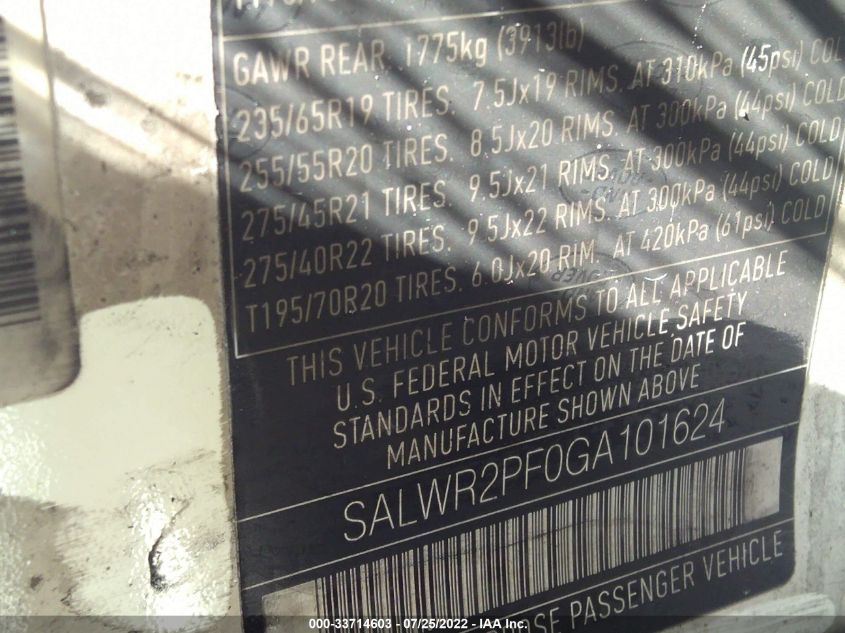 GAWR REAR. 1775kg (3913lb)
235/65R19 TIRES. 7.5Jx19 RIMS. AT 310kPa (45psi) COL
255/55R20 TIRES. 8.5Jx20 RIMS. AT 300kPa (44psi) COLD
275/45R21 TIRES. 9.5Jx21 RIMS. AT 300kPa (44psi) COLD
275/40R22 TIRES. 9.5Jx22 RIMS. AT 300kPa (44psi) COLD
T195/70R20 TIRES. 6.0Jx20 RIM. AT 420kPa (61psi) COLD
THIS VEHICLE CONFORMS TO ALL APPLICABLE
U.S. FEDERAL MOTOR VEHICLE SAFETY
STANDARDS IN EFFECT ON THE DATE OF
MANUFACTURE SHOWN ABOVE
SALWR2PF0GA101624
PASSENGER VEHICLE
000-33714603 - 07/25/2022 - IAA Inc.